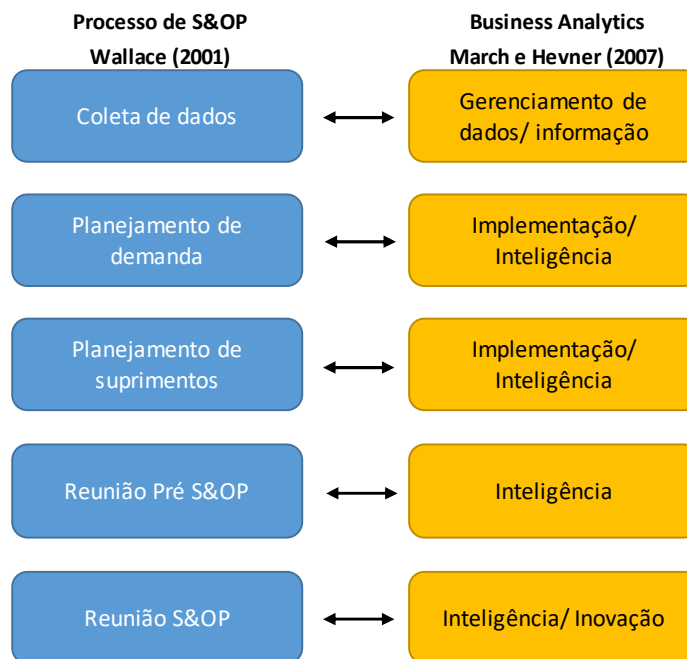 Processo de S&OP
Wallace (2001)
Business Analytics
March e Hevner (2007)
Coleta de dados
Gerenciamento de
dados/ informação
Planejamento de
demanda
Implementação/
Inteligência
Planejamento de
suprimentos
Implementação/
Inteligência
Reunião Pré S&OP
Inteligência
Reunião S&OP
Inteligência/ Inovação